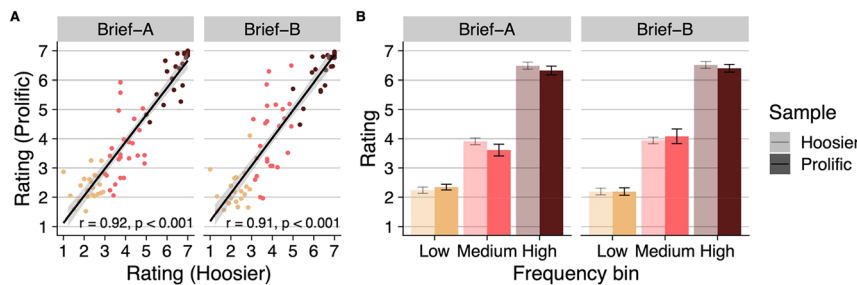 A
Brief−A
Brief−B
Rating (Prolific)
7
6
5
4
3
2
1
r = 0.92, p < 0.001
r = 0.91, p < 0.001
1 2 3 4 5 6 7
1 2 3 4 5 6 7
Rating (Hoosier)
B
Brief−A
Brief−B
Rating
7
6
5
4
3
2
1
Low Medium High
Low Medium High
Frequency bin
Sample
Hoosier
Prolific